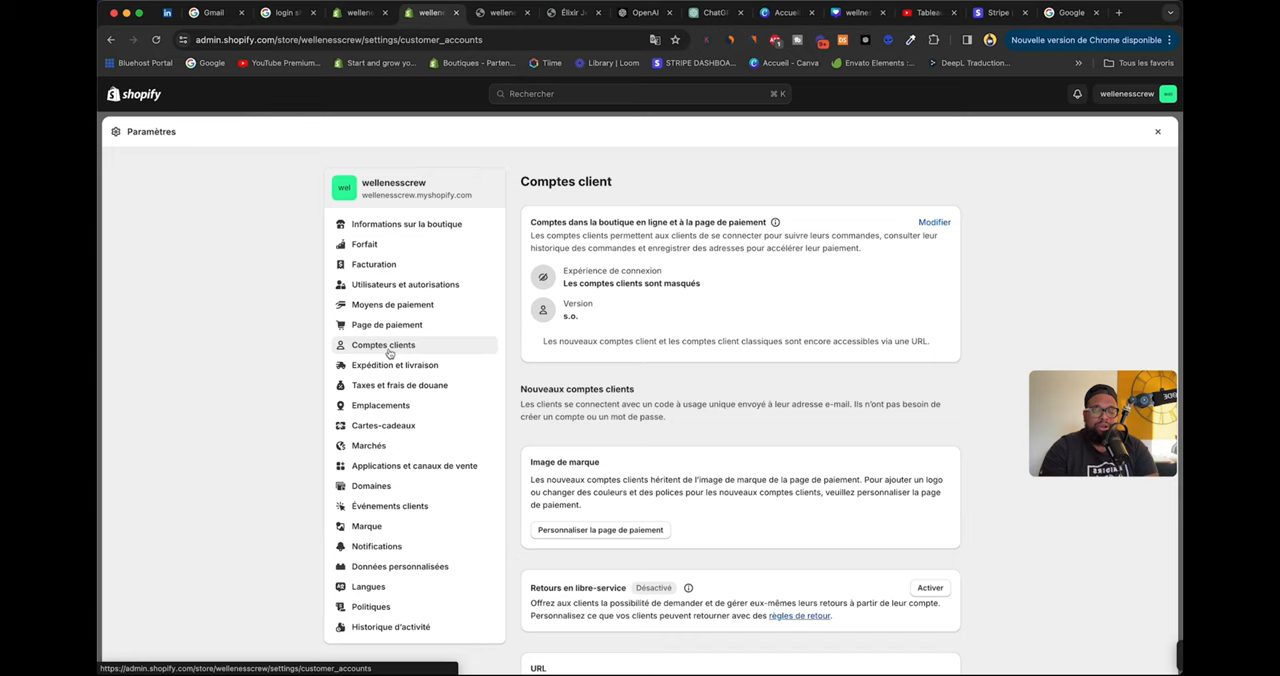 Gmail
login sh
wellene
wellen
wellene
Élixir Je
OpenAI
ChatGI
Accueil
wellne
Tablea
Stripe
Google
admin.shopify.com/store/wellenesscrew/settings/customer_accounts
Nouvelle version de Chrome disponible
Bluehost Portal
Google
YouTube Premium...
Start and grow yo...
Boutiques - Parten...
Tiime
Library | Loom
STRIPE DASHBOA...
Accueil - Canva
Envato Elements :...
DeepL Traduction...
Tous les favoris
shopify
Rechercher
⌘ K
wellenesscrew
wel
Paramètres
wel
wellenesscrew
wellenesscrew.myshopify.com
Informations sur la boutique
Forfait
Facturation
Utilisateurs et autorisations
Moyens de paiement
Page de paiement
Comptes clients
Expédition et livraison
Taxes et frais de douane
Emplacements
Cartes-cadeaux
Marchés
Applications et canaux de vente
Domaines
Événements clients
Marque
Notifications
Données personnalisées
Langues
Politiques
Historique d'activité
Comptes client
Comptes dans la boutique en ligne et à la page de paiement
Modifier
Les comptes clients permettent aux clients de se connecter pour suivre leurs commandes, consulter leur
historique des commandes et enregistrer des adresses pour accélérer leur paiement.
Expérience de connexion
Les comptes clients sont masqués
Version
s.o.
Les nouveaux comptes client et les comptes client classiques sont encore accessibles via une URL.
Nouveaux comptes clients
Les clients se connectent avec un code à usage unique envoyé à leur adresse e-mail. Ils n'ont pas besoin de
créer un compte ou un mot de passe.
Image de marque
Les nouveaux comptes clients héritent de l'image de marque de la page de paiement. Pour ajouter un logo
ou changer des couleurs et des polices pour les nouveaux comptes clients, veuillez personnaliser la page
de paiement.
Personnaliser la page de paiement
Retours en libre-service
Désactivé
Activer
Offrez aux clients la possibilité de demander et de gérer eux-mêmes leurs retours à partir de leur compte.
Personnalisez ce que vos clients peuvent retourner avec des règles de retour.
URL
https://admin.shopify.com/store/wellenesscrew/settings/customer_accounts